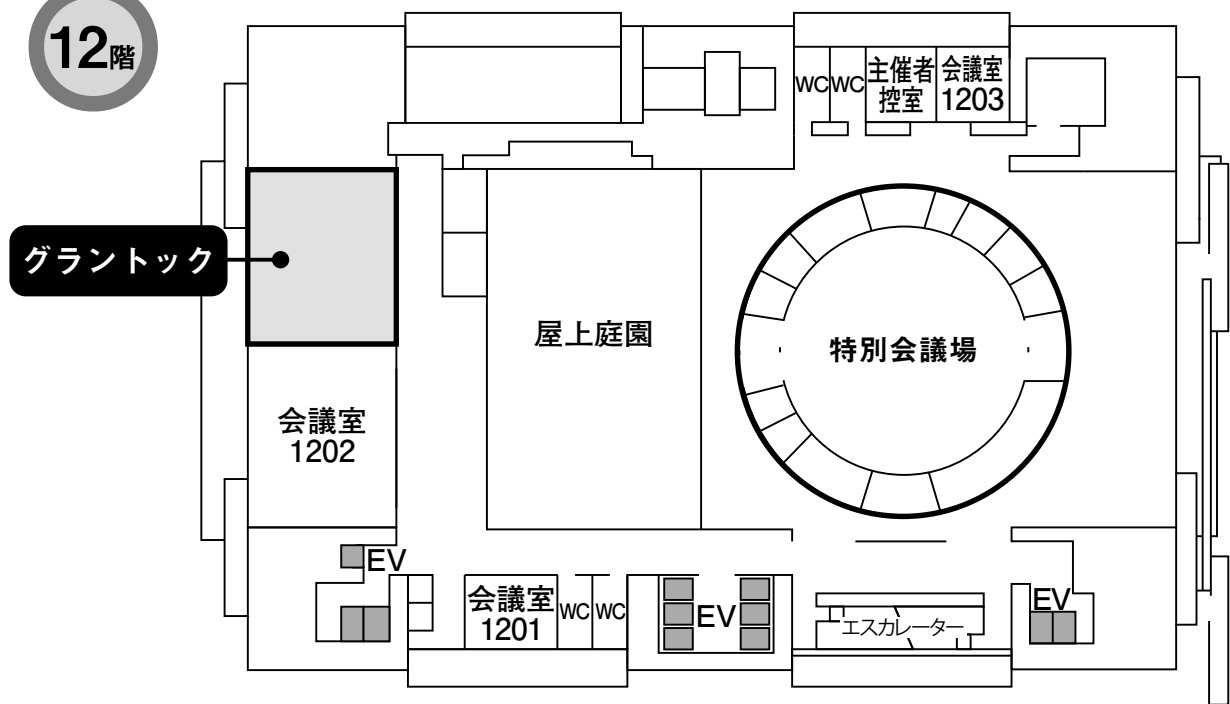 12階
WC
WC
主催者
控室
会議室
1203
グラントック
屋上庭園
特別会議場
会議室
1202
EV
会議室
1201
WC
WC
EV
エスカレーター
EV